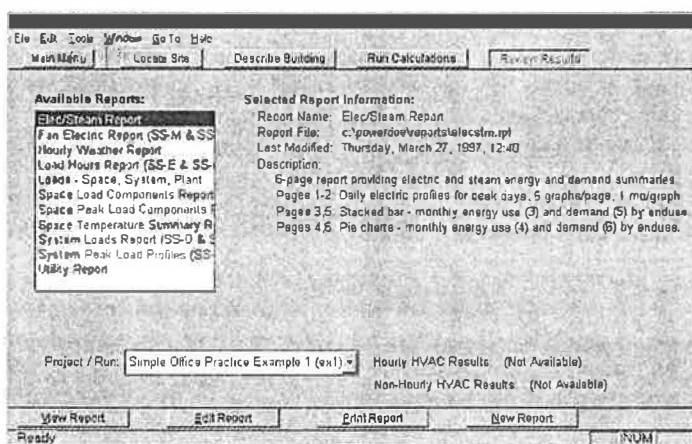 File Edit Tools Window Go To Help
Main Menu Locate Site Describe Building Run Calculations Review Results
Available Reports:
Elec/Steam Report
Fan Electric Report (SS-M & SS
Hourly Weather Report
Load Hours Report (SS-E & SS-
Loads - Space, System, Plant
Space Load Components Report
Space Peak Load Components F
Space Temperature Summary R
System Loads Report (SS-D & S
System Peak Load Profiles (SS-
Utility Report
Selected Report Information:
Report Name: Elec/Steam Report
Report File: c:\powerdoe\reports\elecstm.rpt
Last Modified: Thursday, March 27, 1997, 12:40
Description:
6-page report providing electric and steam energy and demand summaries.
Pages 1-2: Daily electric profiles for peak days, 6 graphs/page, 1 mo/graph
Pages 3,5: Stacked bar - monthly energy use (3) and demand (5) by enduse.
Pages 4,6: Pie charts - monthly energy use (4) and demand (6) by enduse.
Project / Run: Simple Office Practice Example 1 (ex1)
Hourly HVAC Results (Not Available)
Non-Hourly HVAC Results (Not Available)
View Report Edit Report Print Report New Report
Ready NUM